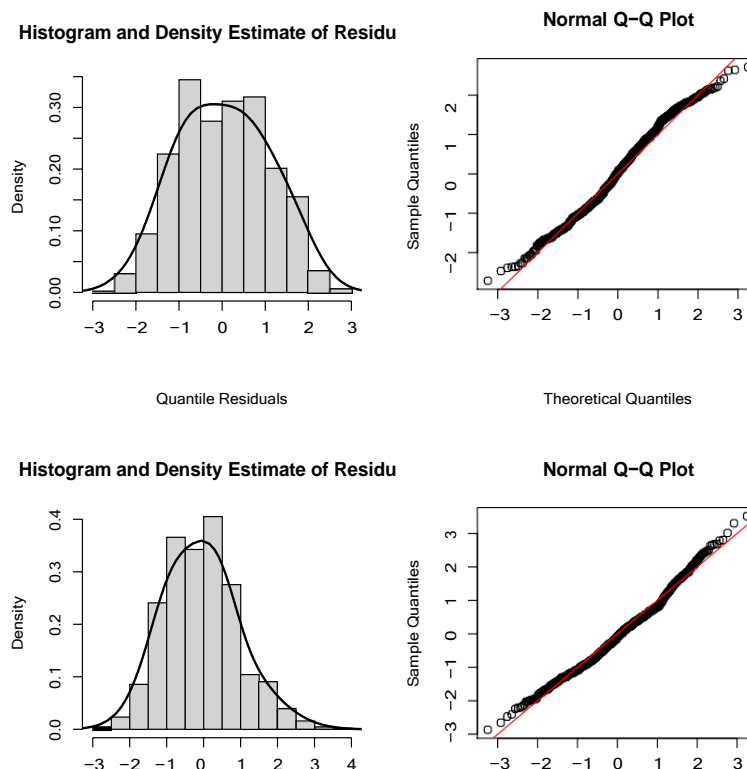 Histogram and Density Estimate of Residu
Density
0.00
0.10
0.20
0.30
−3 −2 −1 0 1 2 3
Quantile Residuals
Normal Q−Q Plot
Sample Quantiles
−2
−1
0
1
2
−3 −2 −1 0 1 2 3
Theoretical Quantiles
Histogram and Density Estimate of Residu
Density
0.0
0.1
0.2
0.3
0.4
−3 −2 −1 0 1 2 3 4
Normal Q−Q Plot
Sample Quantiles
−3
−2
−1
0
1
2
3
−3 −2 −1 0 1 2 3